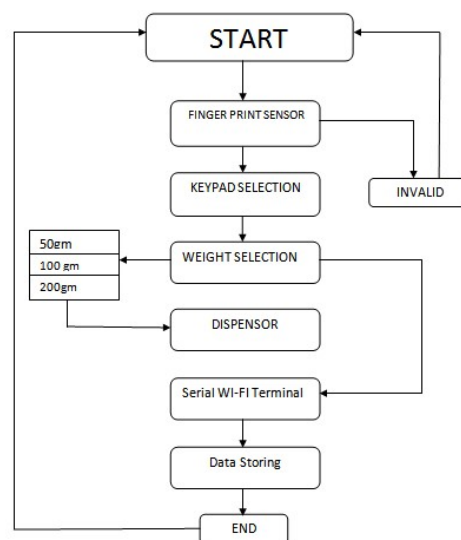 START
FINGER PRINT SENSOR
INVALID
KEYPAD SELECTION
WEIGHT SELECTION
50gm
100 gm
200gm
DISPENSOR
Serial WI-FI Terminal
Data Storing
END